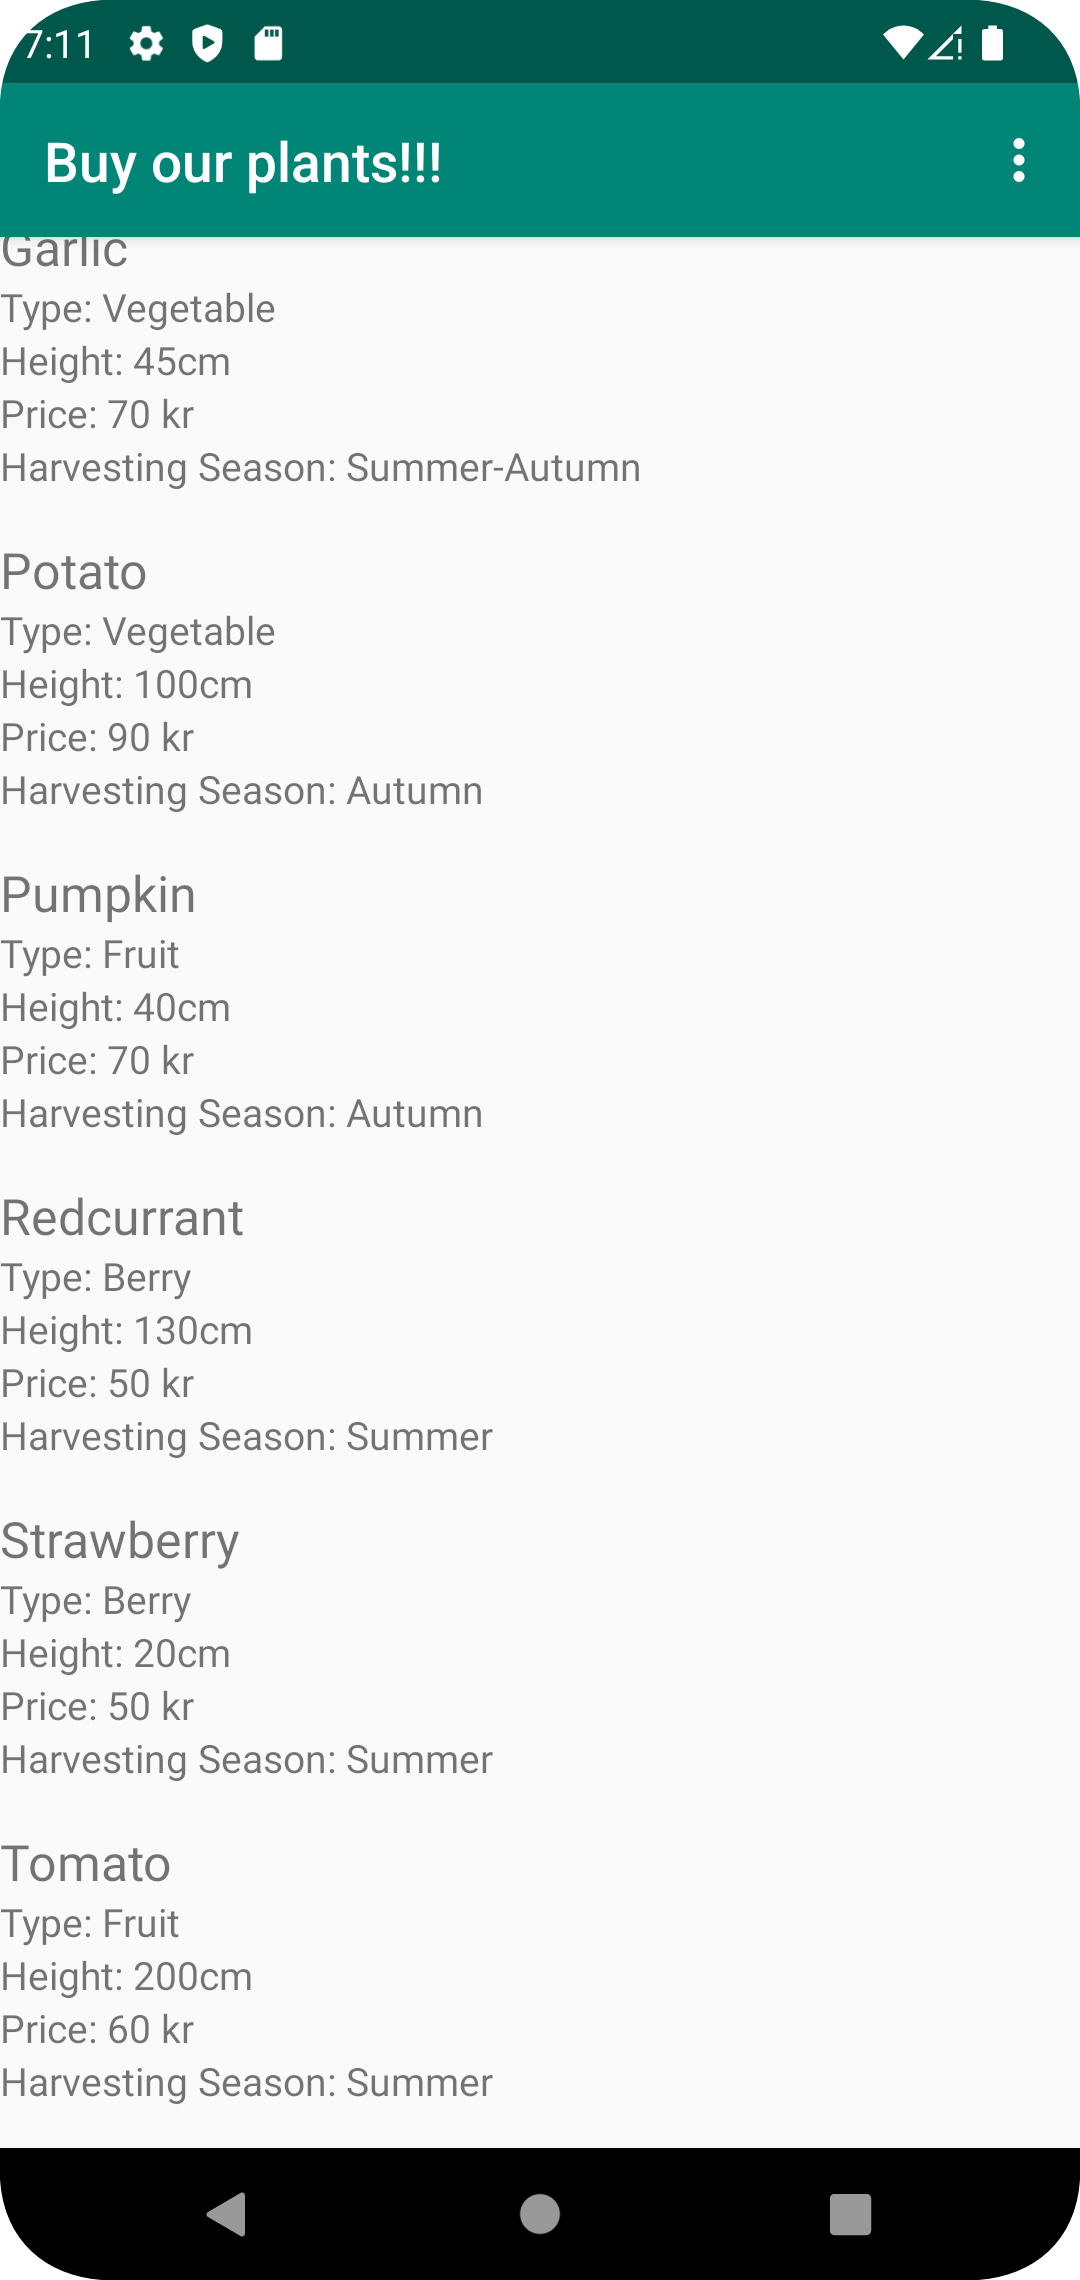 7:11
Buy our plants!!!
Garlic
Type: Vegetable
Height: 45cm
Price: 70 kr
Harvesting Season: Summer-Autumn
Potato
Type: Vegetable
Height: 100cm
Price: 90 kr
Harvesting Season: Autumn
Pumpkin
Type: Fruit
Height: 40cm
Price: 70 kr
Harvesting Season: Autumn
Redcurrant
Type: Berry
Height: 130cm
Price: 50 kr
Harvesting Season: Summer
Strawberry
Type: Berry
Height: 20cm
Price: 50 kr
Harvesting Season: Summer
Tomato
Type: Fruit
Height: 200cm
Price: 60 kr
Harvesting Season: Summer